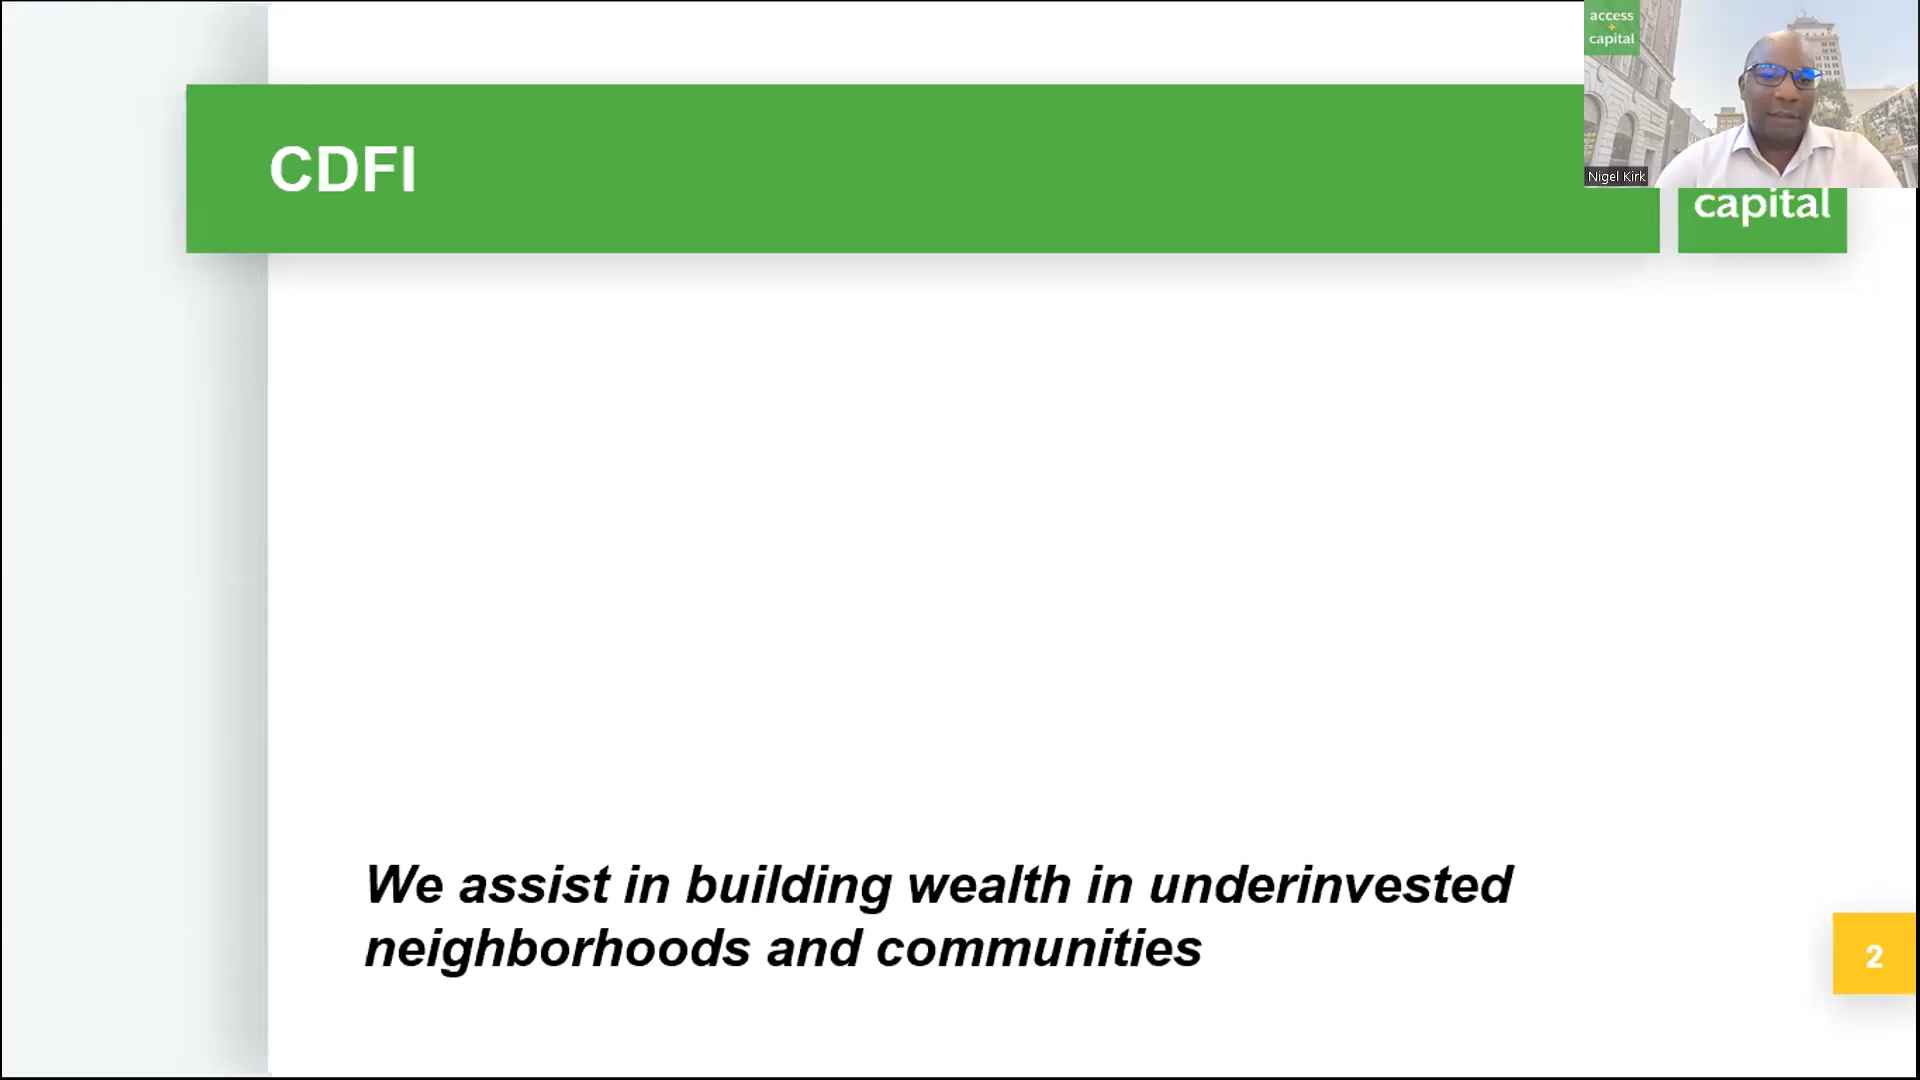 access
+
capital
Nigel Kirk
CDFI
capital
We assist in building wealth in underinvested
neighborhoods and communities
2